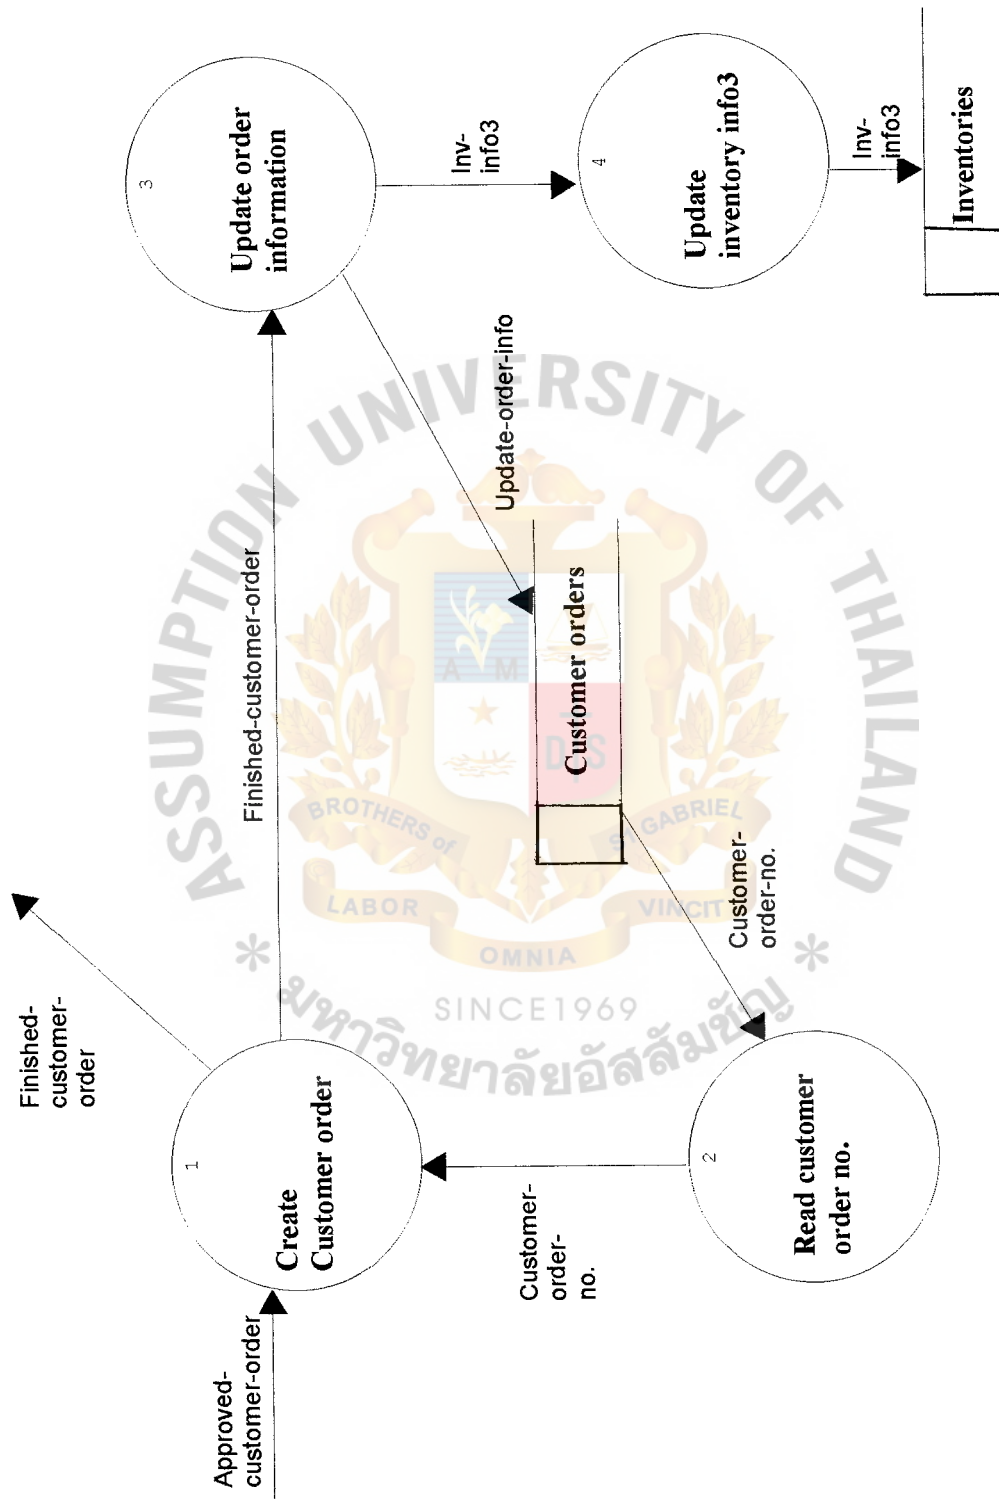 Approved-
customer-order
1
Create
Customer order
Finished-
customer-
order
Finished-customer-order
3
Update order
information
Customer-
order-
no.
2
Read customer
order no.
Customer-
order-no.
Customer orders
Update-order-info
Inv-
info3
4
Update
inventory info3
Inv-
info3
Inventories
ASSUMPTION UNIVERSITY OF THAILAND
A M
D S
BROTHERS of
ST GABRIEL
LABOR
VINCIT
OMNIA
SINCE1969
* มหาวิทยาลัยอัสสัมชัญ *